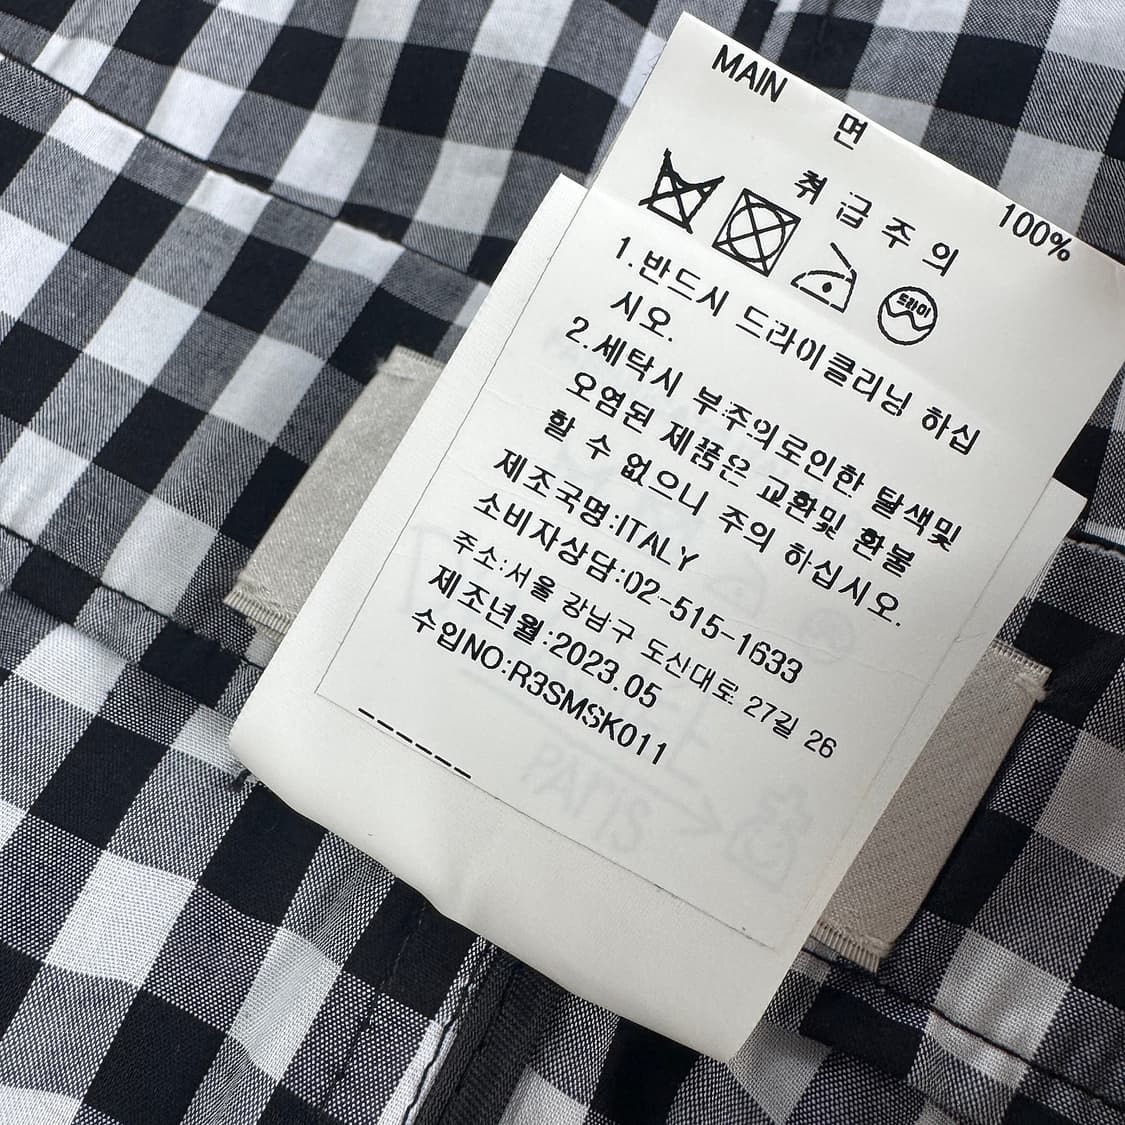 MAIN
면 100%
취급주의
드라이
1.반드시 드라이클리닝 하십
시오.
2.세탁시 부주의로인한 탈색및
오염된 제품은 교환및 환불
할 수 없으니 주의 하십시오.
제조국명:ITALY
소비자상담:02-515-1633
주소:서울 강남구 도산대로 27길 26
제조년월:2023.05
수입NO:R3SMSK011
-----
PARIS